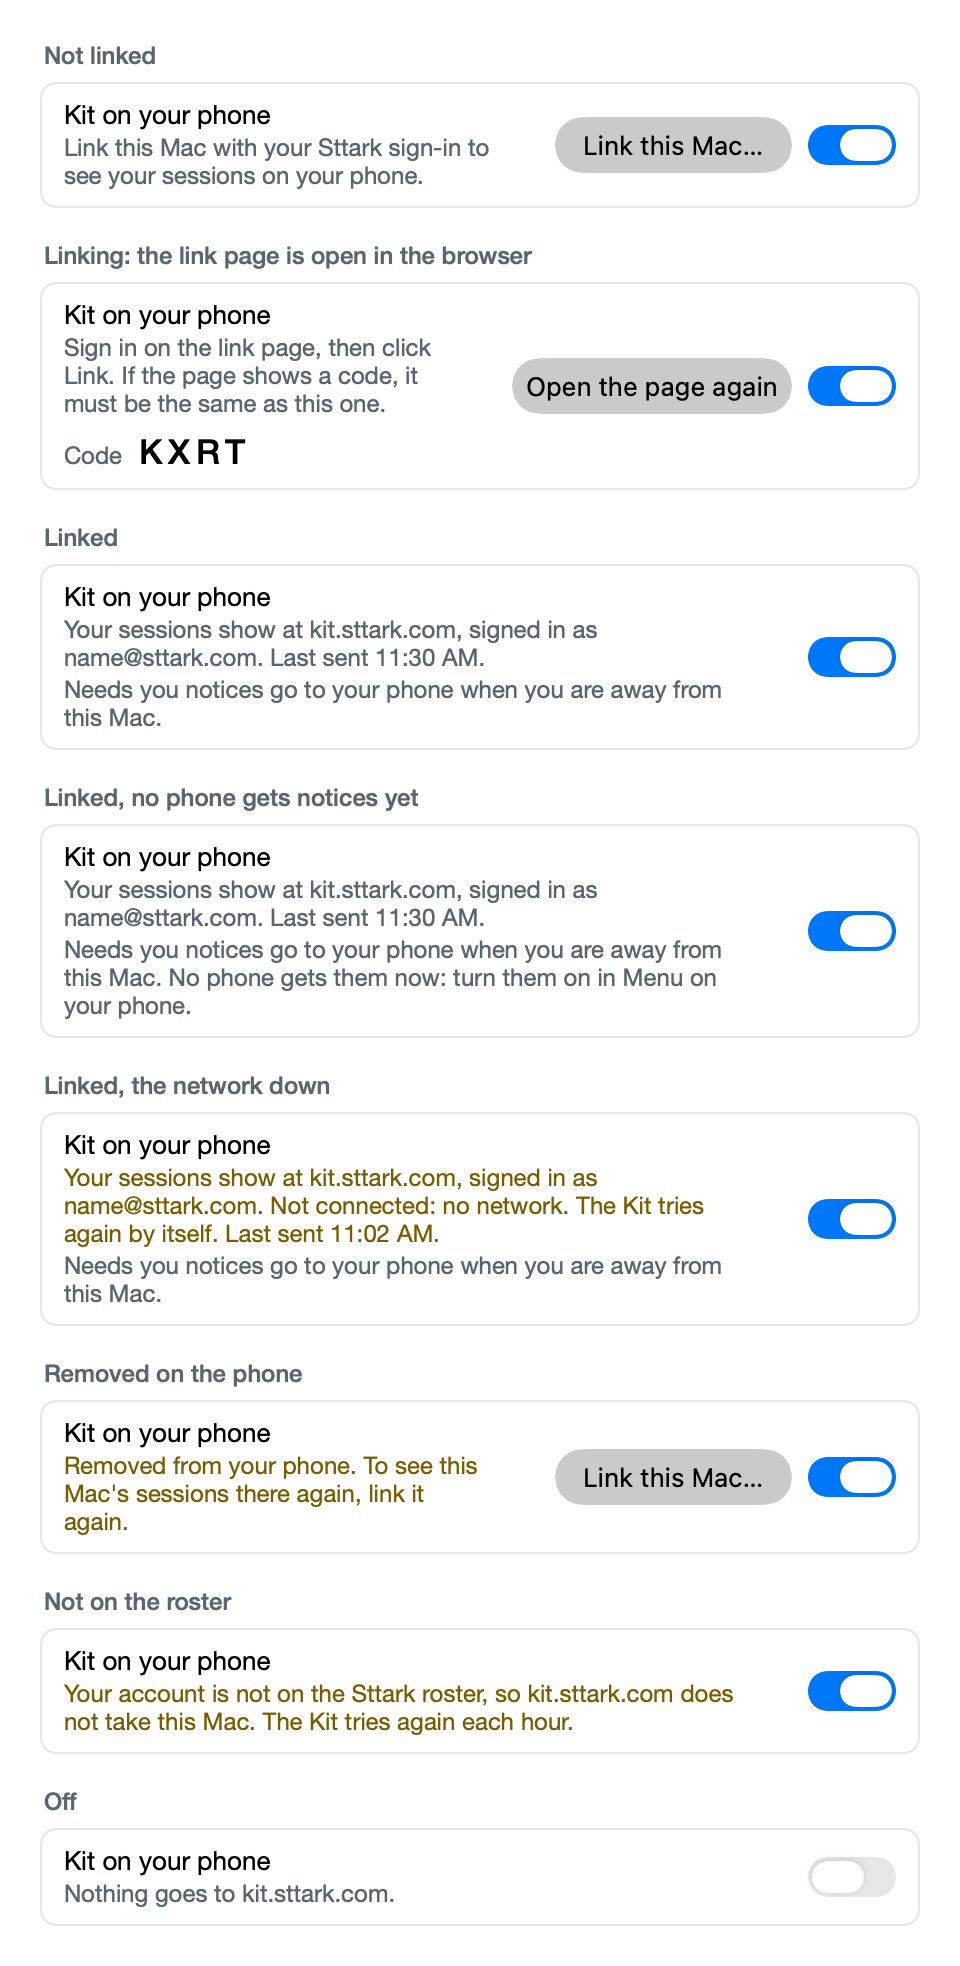 Not linked
Kit on your phone
Link this Mac with your Sttark sign-in to
see your sessions on your phone.
Link this Mac...
Linking: the link page is open in the browser
Kit on your phone
Sign in on the link page, then click
Link. If the page shows a code, it
must be the same as this one.
Open the page again
Code KXRT
Linked
Kit on your phone
Your sessions show at kit.sttark.com, signed in as
name@sttark.com. Last sent 11:30 AM.
Needs you notices go to your phone when you are away from
this Mac.
Linked, no phone gets notices yet
Kit on your phone
Your sessions show at kit.sttark.com, signed in as
name@sttark.com. Last sent 11:30 AM.
Needs you notices go to your phone when you are away from
this Mac. No phone gets them now: turn them on in Menu on
your phone.
Linked, the network down
Kit on your phone
Your sessions show at kit.sttark.com, signed in as
name@sttark.com. Not connected: no network. The Kit tries
again by itself. Last sent 11:02 AM.
Needs you notices go to your phone when you are away from
this Mac.
Removed on the phone
Kit on your phone
Removed from your phone. To see this
Mac's sessions there again, link it
again.
Link this Mac...
Not on the roster
Kit on your phone
Your account is not on the Sttark roster, so kit.sttark.com does
not take this Mac. The Kit tries again each hour.
Off
Kit on your phone
Nothing goes to kit.sttark.com.